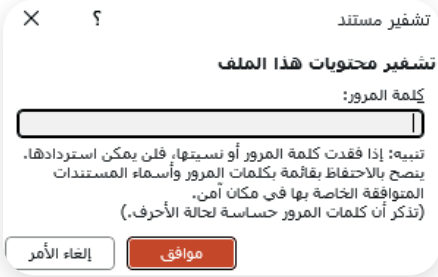 تشفير مستند ؟ ×
تشفير محتويات هذا الملف
كلمة المرور:
تنبيه: إذا فقدت كلمة المرور أو نسيتها، فلن يمكن استردادها.
ينصح بالاحتفاظ بقائمة بكلمات المرور وأسماء المستندات
المتوافقة الخاصة بها في مكان آمن.
(تذكر أن كلمات المرور حساسة لحالة الأحرف.)
موافق إلغاء الأمر